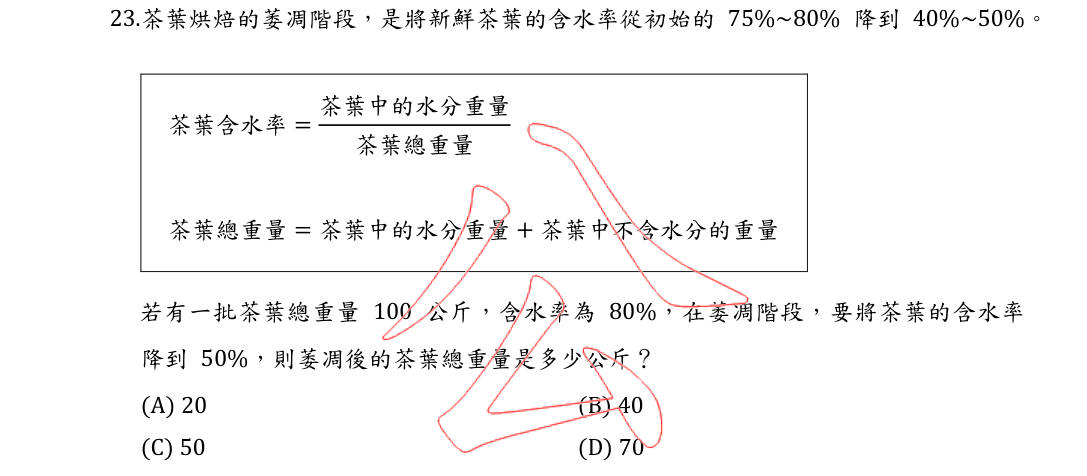 23.茶葉烘焙的萎凋階段，是將新鮮茶葉的含水率從初始的 75%~80% 降到 40%~50%。
茶葉含水率 = 茶葉中的水分重量 / 茶葉總重量
茶葉總重量 = 茶葉中的水分重量 + 茶葉中不含水分的重量
若有一批茶葉總重量 100 公斤，含水率為 80%，在萎凋階段，要將茶葉的含水率
降到 50%，則萎凋後的茶葉總重量是多少公斤？
(A) 20 (B) 40
(C) 50 (D) 70
公